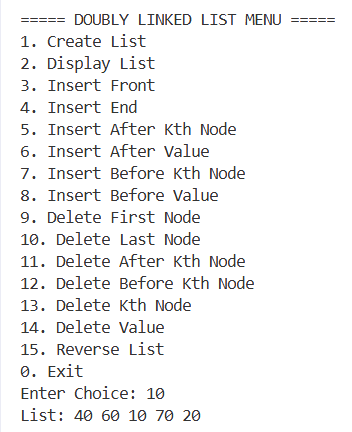 ===== DOUBLY LINKED LIST MENU =====
1. Create List
2. Display List
3. Insert Front
4. Insert End
5. Insert After Kth Node
6. Insert After Value
7. Insert Before Kth Node
8. Insert Before Value
9. Delete First Node
10. Delete Last Node
11. Delete After Kth Node
12. Delete Before Kth Node
13. Delete Kth Node
14. Delete Value
15. Reverse List
0. Exit
Enter Choice: 10
List: 40 60 10 70 20